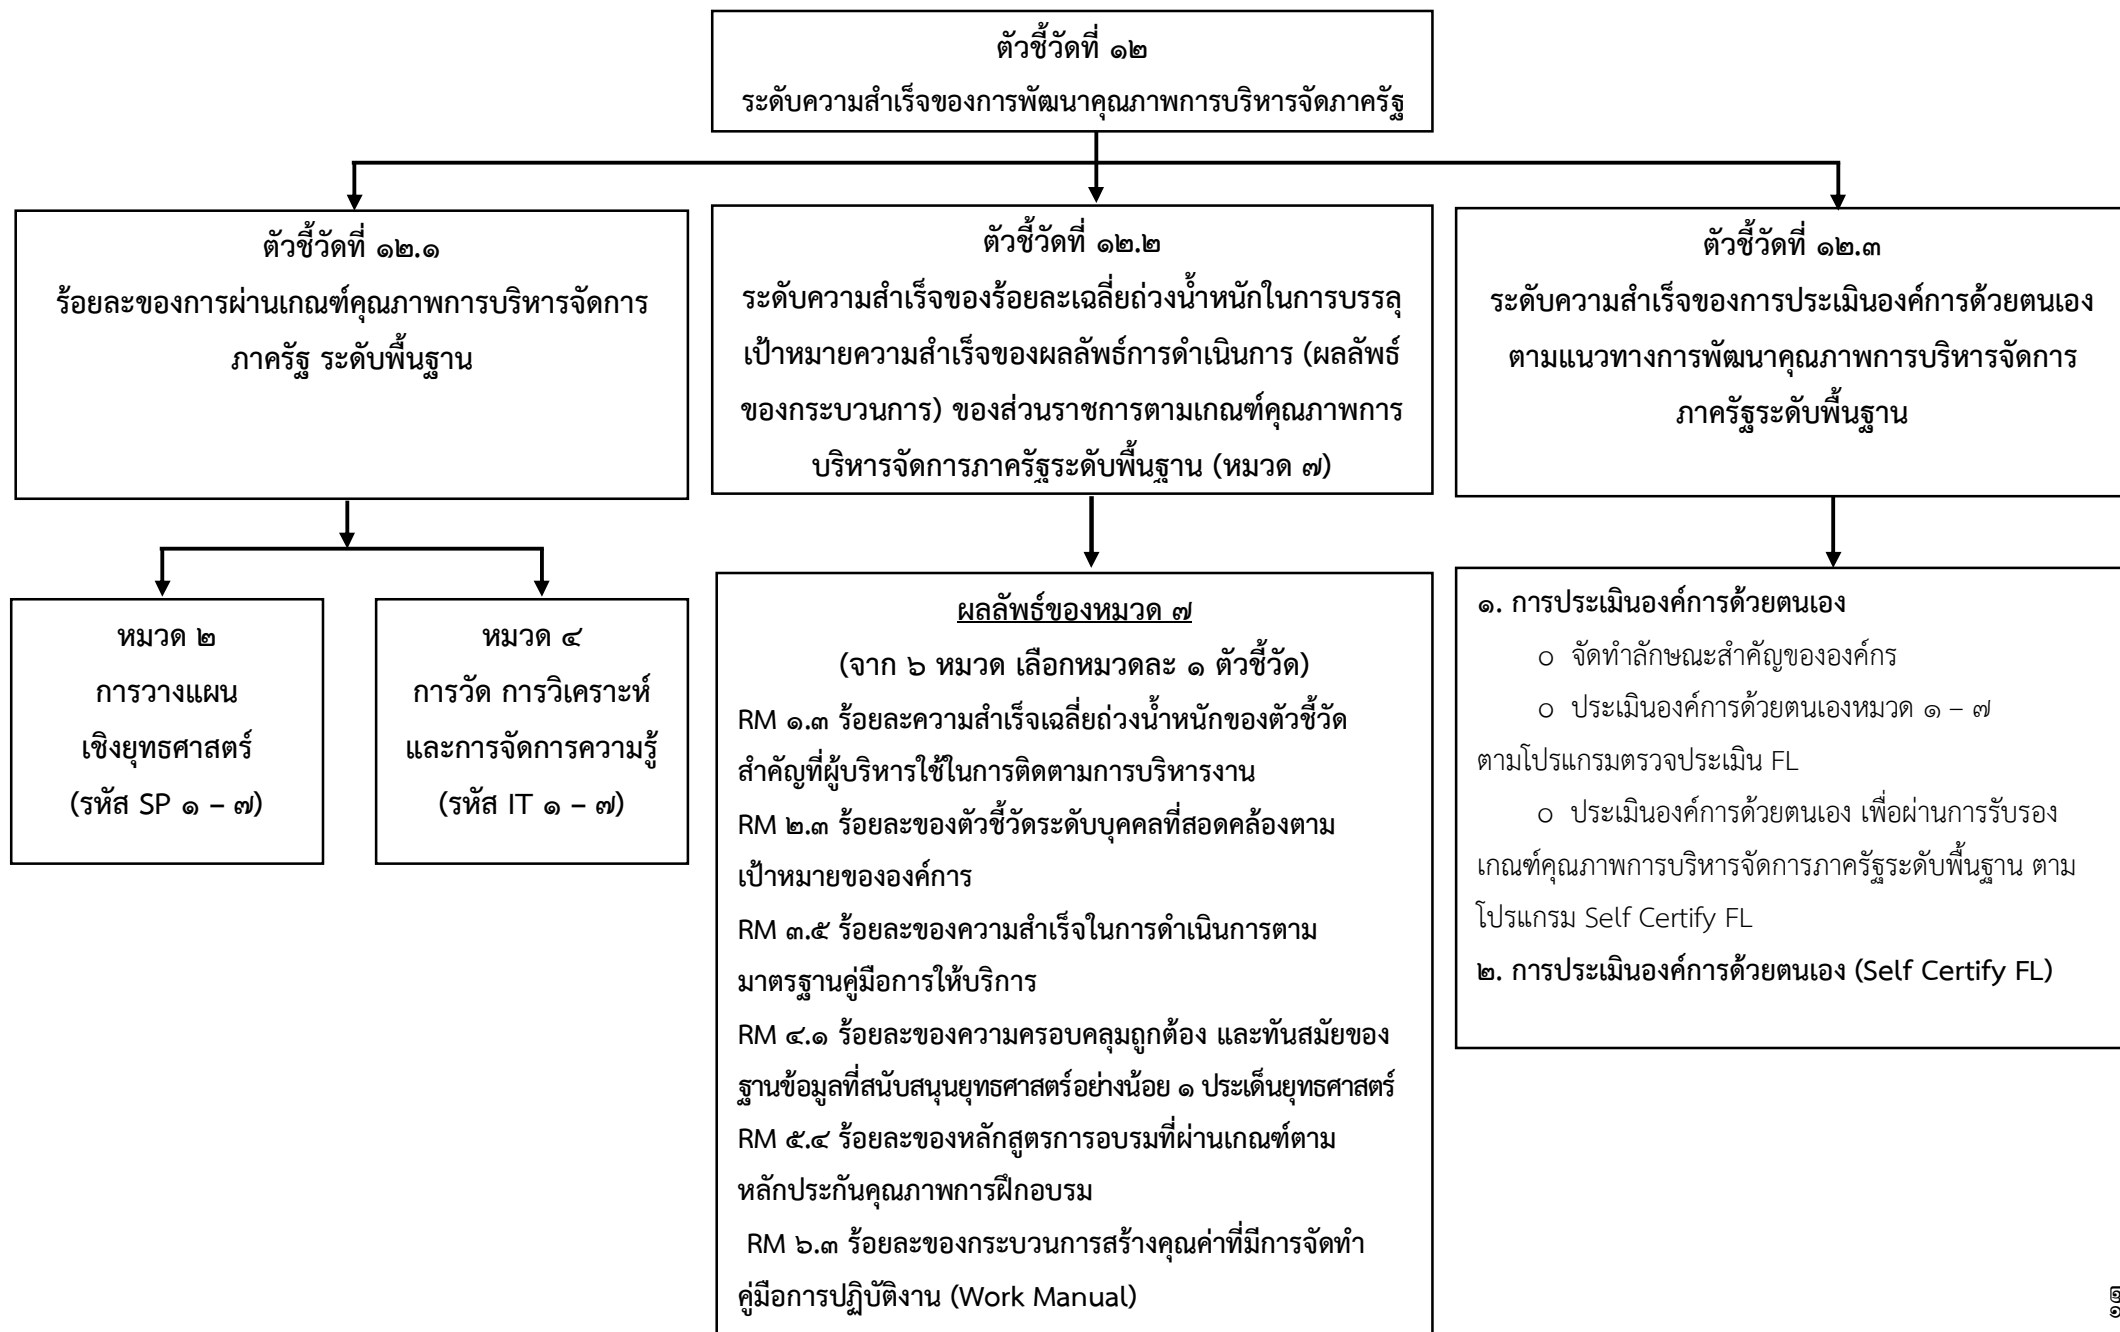 ตัวชี้วัดที่ ๑๒
ระดับความสำเร็จของการพัฒนาคุณภาพการบริหารจัดภาครัฐ
ตัวชี้วัดที่ ๑๒.๑
ร้อยละของการผ่านเกณฑ์คุณภาพการบริหารจัดการ
ภาครัฐ ระดับพื้นฐาน
ตัวชี้วัดที่ ๑๒.๒
ระดับความสำเร็จของร้อยละเฉลี่ยถ่วงน้ำหนักในการบรรลุ
เป้าหมายความสำเร็จของผลลัพธ์การดำเนินการ (ผลลัพธ์
ของกระบวนการ) ของส่วนราชการตามเกณฑ์คุณภาพการ
บริหารจัดการภาครัฐระดับพื้นฐาน (หมวด ๗)
ตัวชี้วัดที่ ๑๒.๓
ระดับความสำเร็จของการประเมินองค์การด้วยตนเอง
ตามแนวทางการพัฒนาคุณภาพการบริหารจัดการ
ภาครัฐระดับพื้นฐาน
หมวด ๒
การวางแผน
เชิงยุทธศาสตร์
(รหัส SP ๑ – ๗)
หมวด ๔
การวัด การวิเคราะห์
และการจัดการความรู้
(รหัส IT ๑ – ๗)
ผลลัพธ์ของหมวด ๗
(จาก ๖ หมวด เลือกหมวดละ ๑ ตัวชี้วัด)
RM ๑.๓ ร้อยละความสำเร็จเฉลี่ยถ่วงน้ำหนักของตัวชี้วัด
สำคัญที่ผู้บริหารใช้ในการติดตามการบริหารงาน
RM ๒.๓ ร้อยละของตัวชี้วัดระดับบุคคลที่สอดคล้องตาม
เป้าหมายขององค์การ
RM ๓.๕ ร้อยละของความสำเร็จในการดำเนินการตาม
มาตรฐานคู่มือการให้บริการ
RM ๔.๑ ร้อยละของความครอบคลุมถูกต้อง และทันสมัยของ
ฐานข้อมูลที่สนับสนุนยุทธศาสตร์อย่างน้อย ๑ ประเด็นยุทธศาสตร์
RM ๕.๔ ร้อยละของหลักสูตรการอบรมที่ผ่านเกณฑ์ตาม
หลักประกันคุณภาพการฝึกอบรม
RM ๖.๓ ร้อยละของกระบวนการสร้างคุณค่าที่มีการจัดทำ
คู่มือการปฏิบัติงาน (Work Manual)
๑. การประเมินองค์การด้วยตนเอง
o จัดทำลักษณะสำคัญขององค์กร
o ประเมินองค์การด้วยตนเองหมวด ๑ – ๗
ตามโปรแกรมตรวจประเมิน FL
o ประเมินองค์การด้วยตนเอง เพื่อผ่านการรับรอง
เกณฑ์คุณภาพการบริหารจัดการภาครัฐระดับพื้นฐาน ตาม
โปรแกรม Self Certify FL
๒. การประเมินองค์การด้วยตนเอง (Self Certify FL)